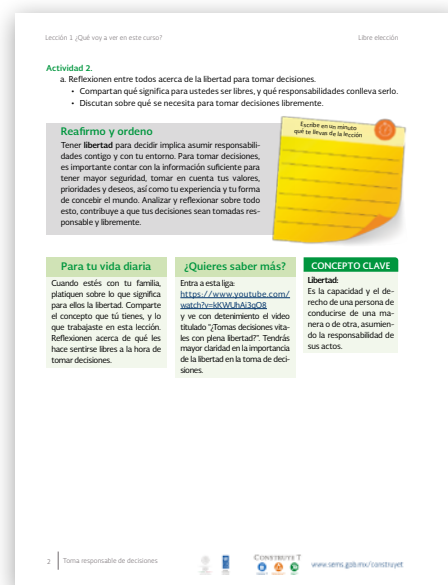 Lección 1 ¿Qué voy a ver en este curso?
Libre elección
Actividad 2.
a. Reflexionen entre todos acerca de la libertad para tomar decisiones.
• Compartan qué significa para ustedes ser libres, y qué responsabilidades conlleva serlo.
• Discutan sobre qué se necesita para tomar decisiones libremente.
Reafirmo y ordeno
Tener libertad para decidir implica asumir responsabili-
dades contigo y con tu entorno. Para tomar decisiones,
es importante contar con la información suficiente para
tener mayor seguridad, tomar en cuenta tus valores,
prioridades y deseos, así como tu experiencia y tu forma
de concebir el mundo. Analizar y reflexionar sobre todo
esto, contribuye a que tus decisiones sean tomadas res-
ponsable y libremente.
Escribe en un minuto
qué te llevas de la lección
Para tu vida diaria
Cuando estés con tu familia,
platiquen sobre lo que significa
para ellos la libertad. Comparte
el concepto que tú tienes, y lo
que trabajaste en esta lección.
Reflexionen acerca de qué les
hace sentirse libres a la hora de
tomar decisiones.
¿Quieres saber más?
Entra a esta liga:
https://www.youtube.com/
watch?v=kKWUhAi3qO8
y ve con detenimiento el video
titulado "¿Tomas decisiones vita-
les con plena libertad?". Tendrás
mayor claridad en la importancia
de la libertad en la toma de deci-
siones.
CONCEPTO CLAVE
Libertad:
Es la capacidad y el de-
recho de una persona de
conducirse de una ma-
nera o de otra, asumien-
do la responsabilidad de
sus actos.
2
Toma responsable de decisiones
CONSTRUYE T
www.sems.gob.mx/construyet